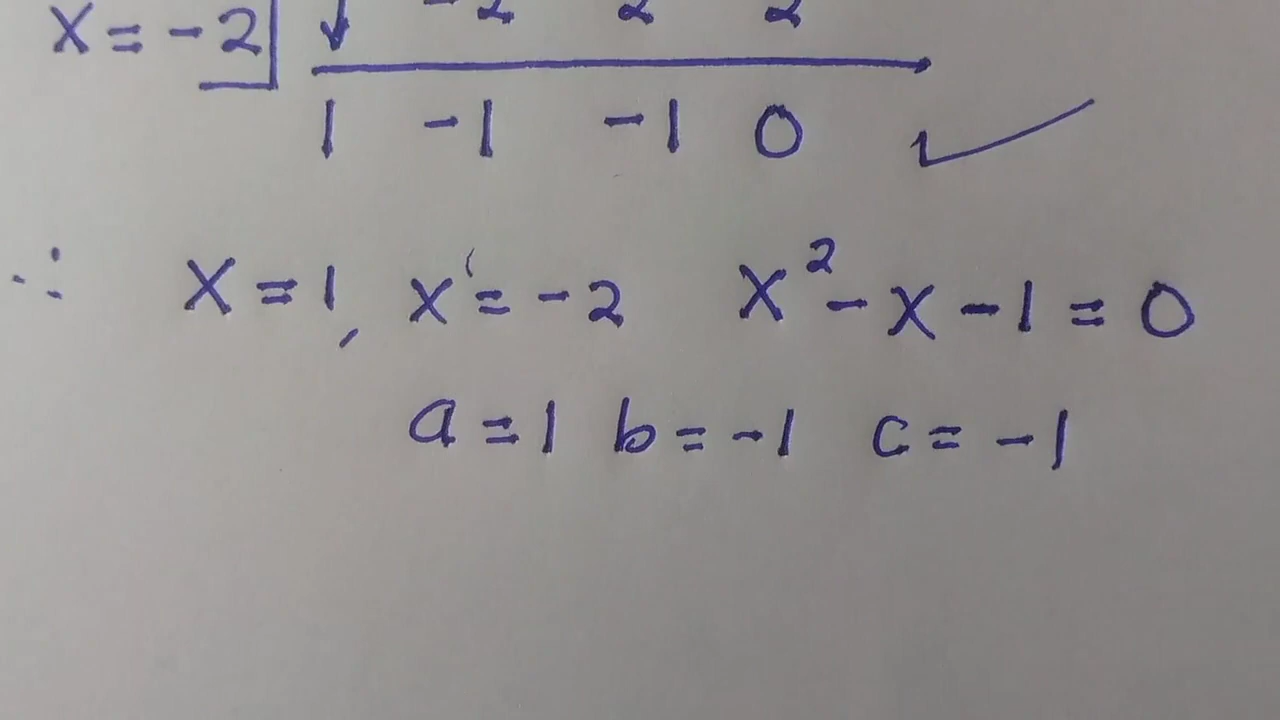 x = -2 -2 2 2
1 -1 -1 0
∴ x = 1, x = -2 x² - x - 1 = 0
a = 1 b = -1 c = -1